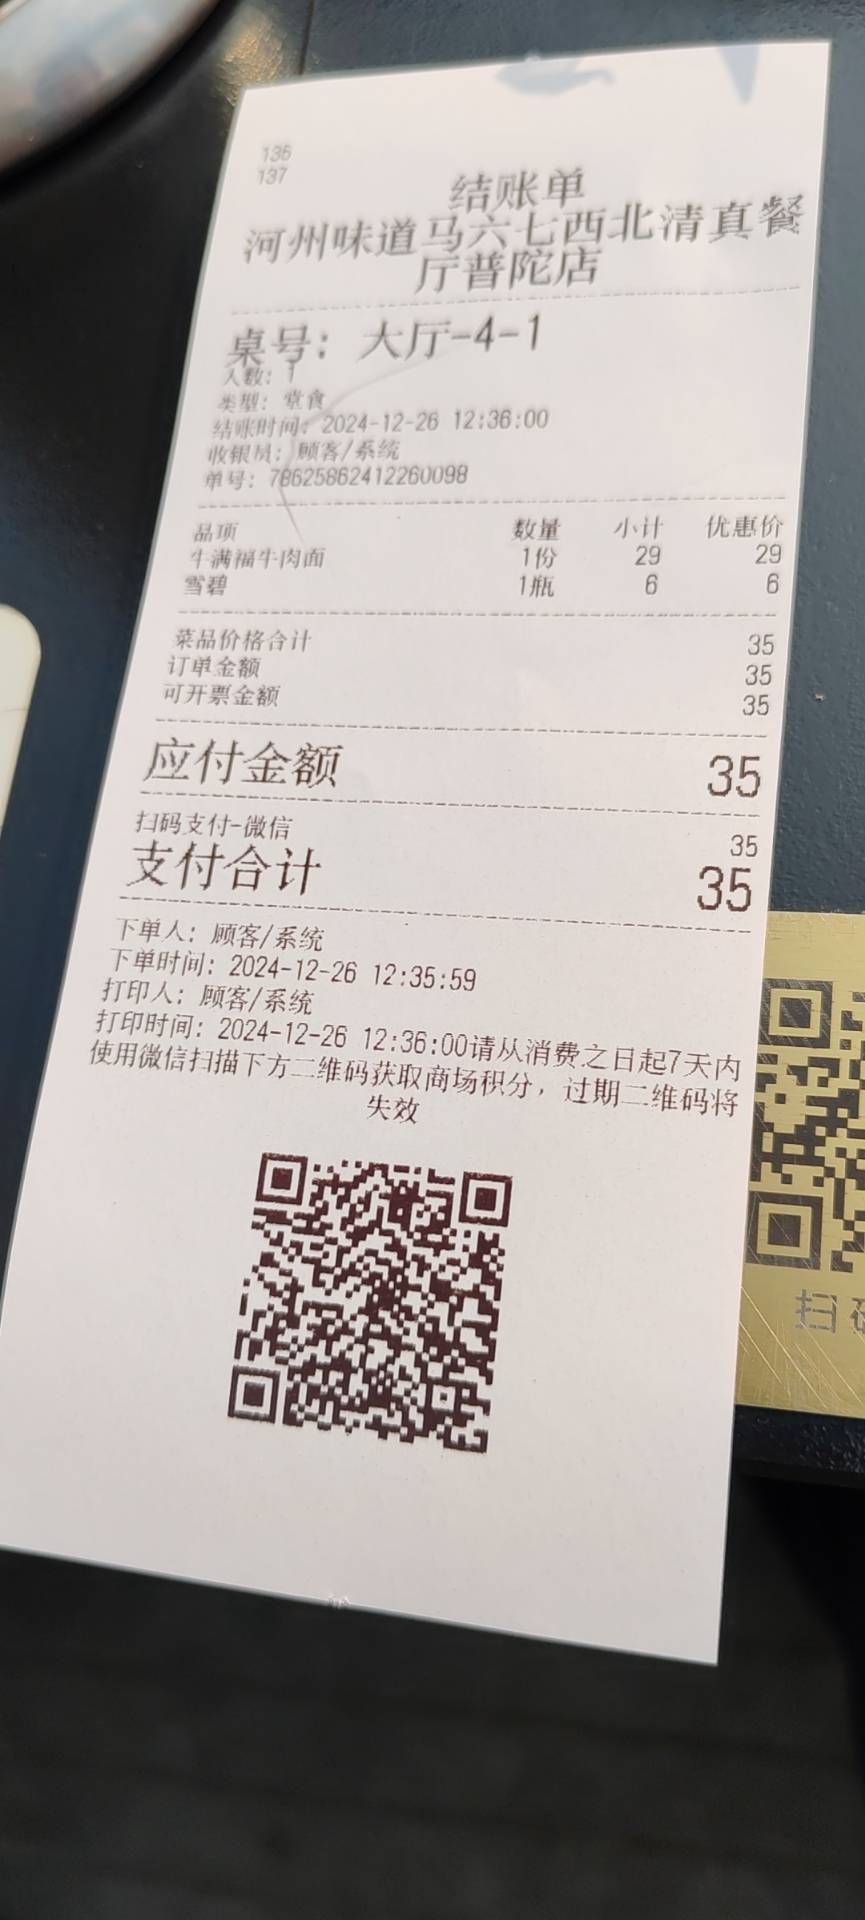 136
137
结账单
河州味道马六七西北清真餐
厅普陀店
桌号: 大厅-4-1
人数: 1
类型: 堂食
结账时间: 2024-12-26 12:36:00
收银员: 顾客/系统
单号: 78625862412260098
品项 数量 小计 优惠价
牛满福牛肉面 1份 29 29
雪碧 1瓶 6 6
菜品价格合计 35
订单金额 35
可开票金额 35
应付金额 35
扫码支付-微信 35
支付合计 35
下单人: 顾客/系统
下单时间: 2024-12-26 12:35:59
打印人: 顾客/系统
打印时间: 2024-12-26 12:36:00请从消费之日起7天内
使用微信扫描下方二维码获取商场积分，过期二维码将
失效
扫